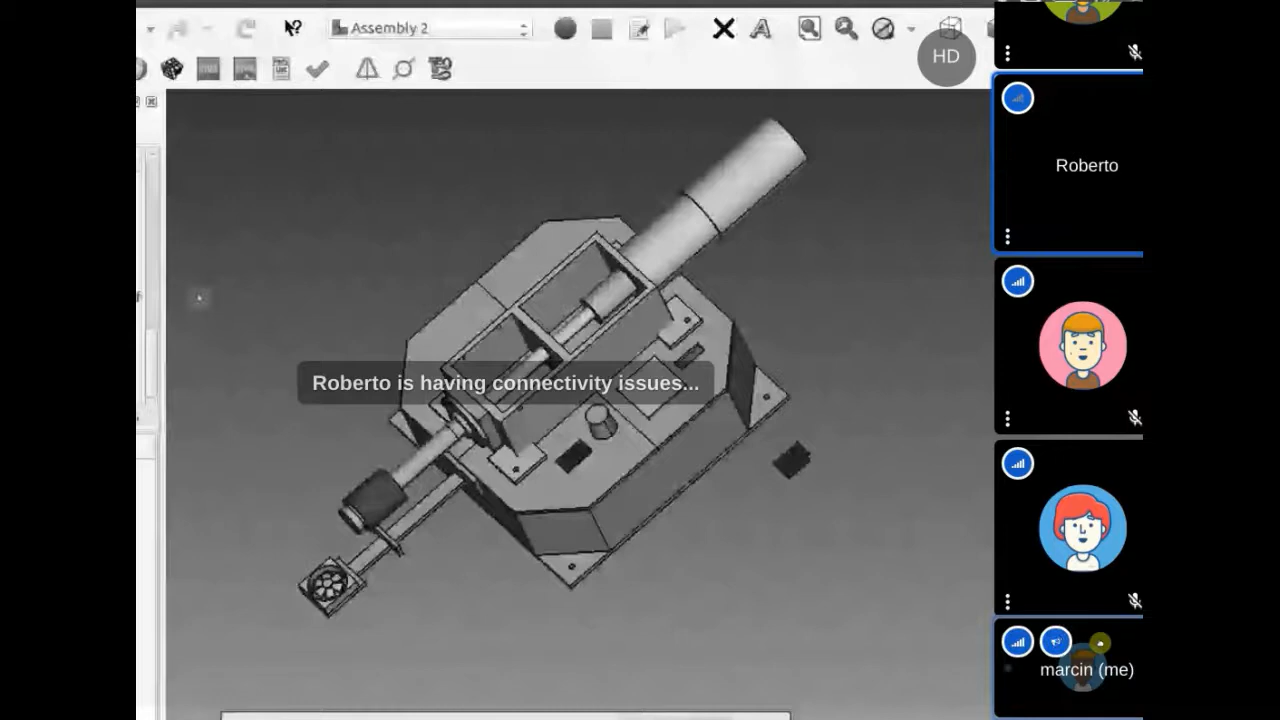 Assembly 2
HD
Roberto
Roberto is having connectivity issues...
marcin (me)